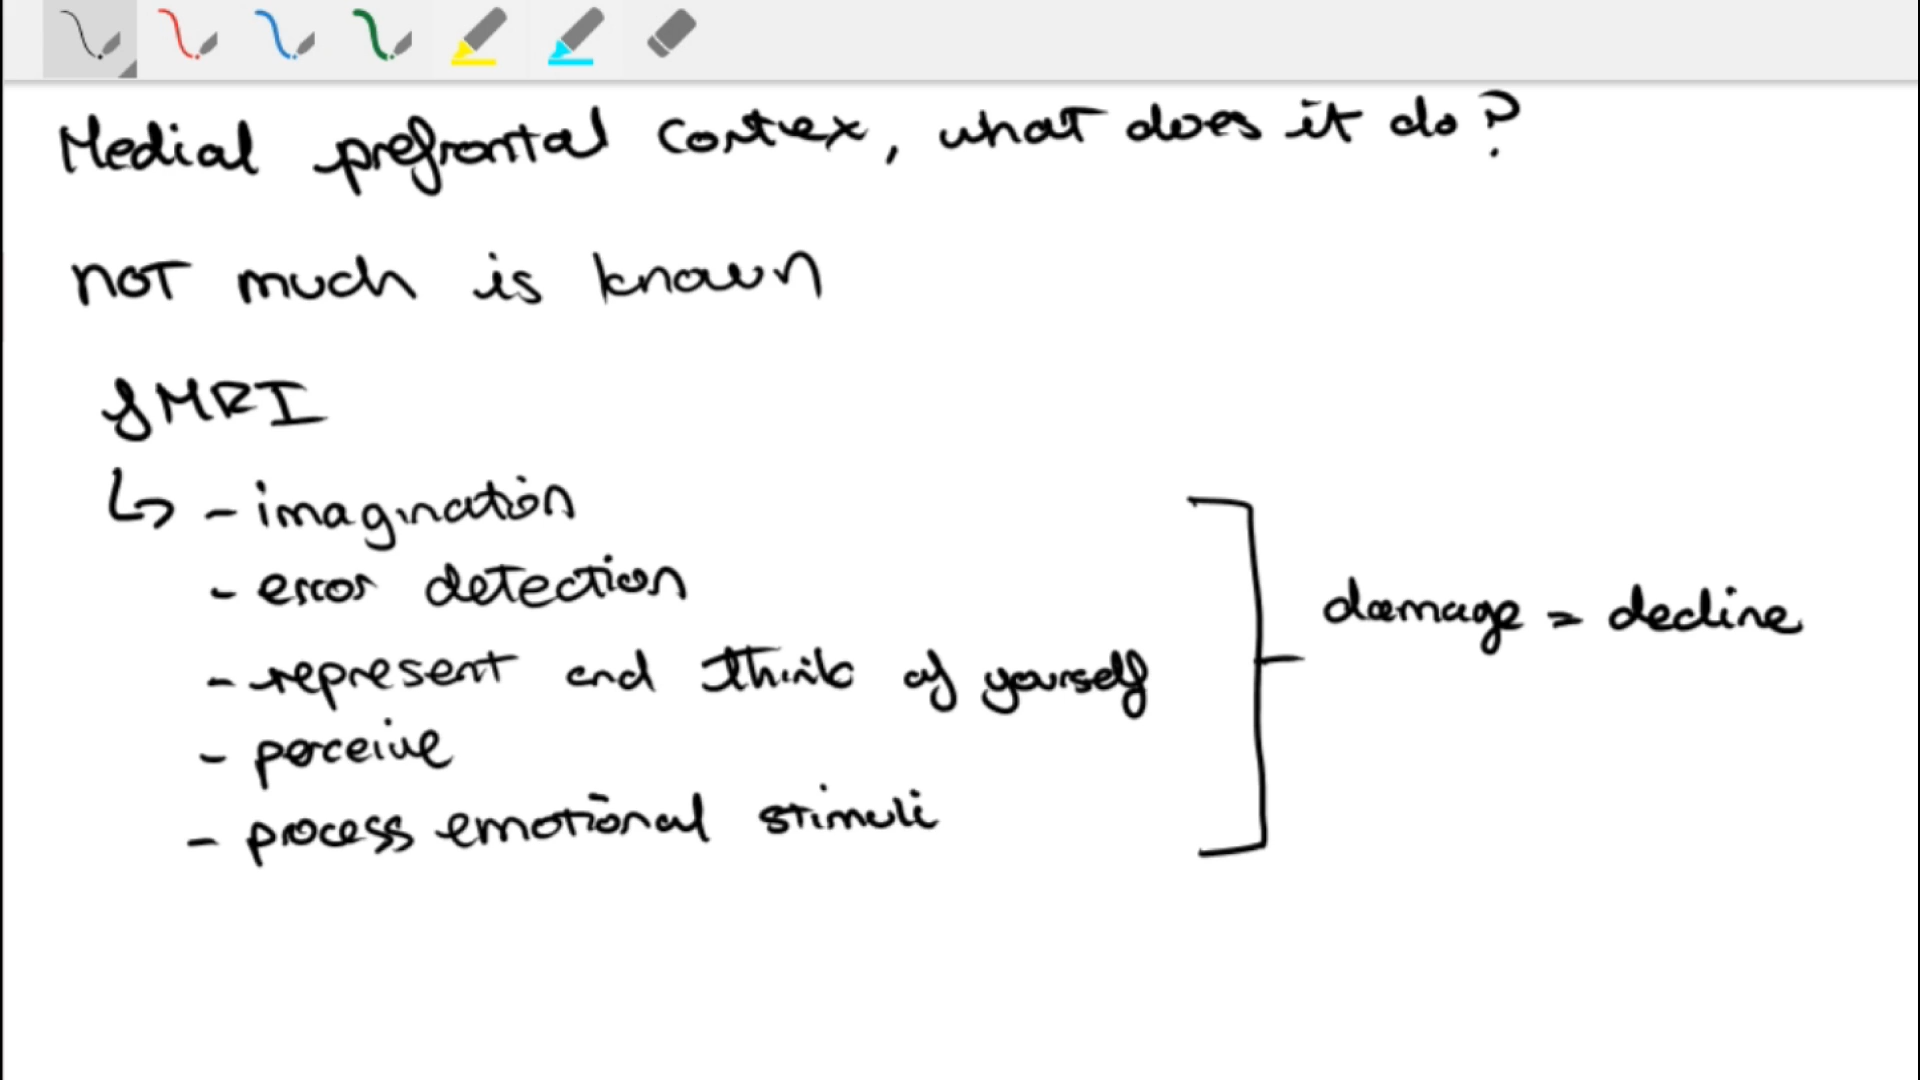 Medial prefrontal cortex, what does it do?
not much is known
fMRI
↳ - imagination
- error detection
- represent and think of yourself
- perceive
- process emotional stimuli
damage = decline